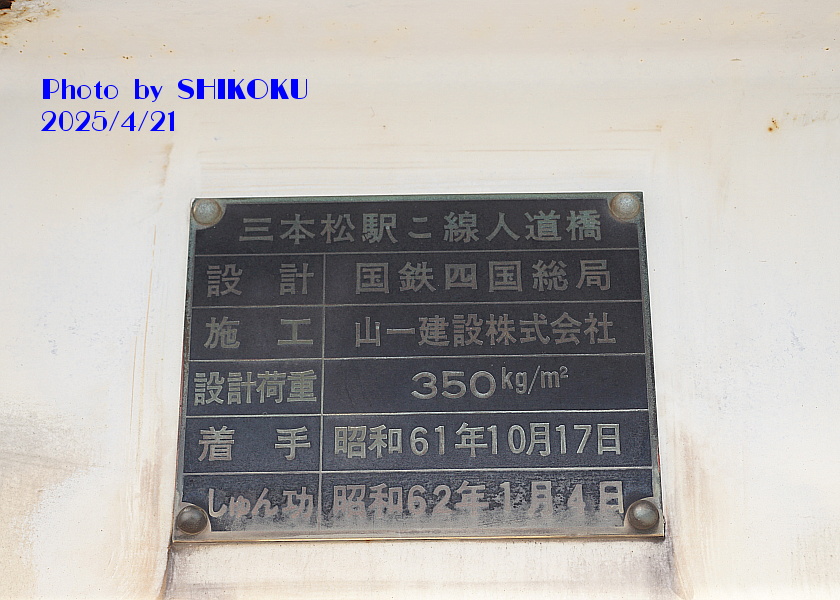 Photo by SHIKOKU
2025/4/21
三本松駅こ線人道橋
設計 国鉄四国総局
施工 山一建設株式会社
設計荷重 350kg/m²
着手 昭和61年10月17日
しゅん功 昭和62年1月4日